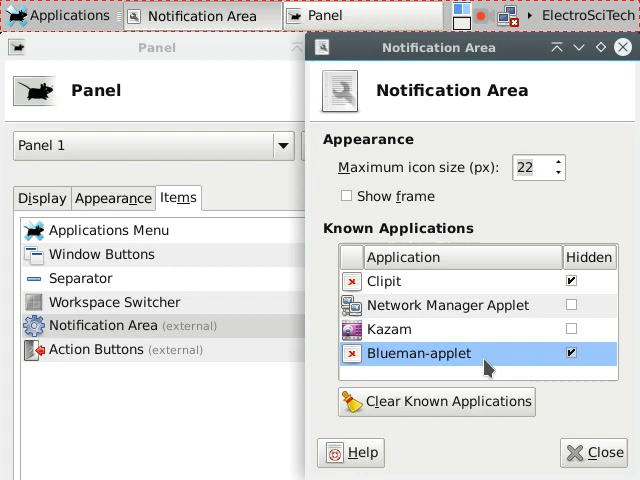 Applications
Notification Area
Panel
ElectroSciTech
Panel
Notification Area
Panel
Notification Area
Panel 1
Display
Appearance
Items
Applications Menu
Window Buttons
Separator
Workspace Switcher
Notification Area (external)
Action Buttons (external)
Appearance
Maximum icon size (px): 22
Show frame
Known Applications
Application Hidden
Clipit
Network Manager Applet
Kazam
Blueman-applet
Clear Known Applications
Help
Close